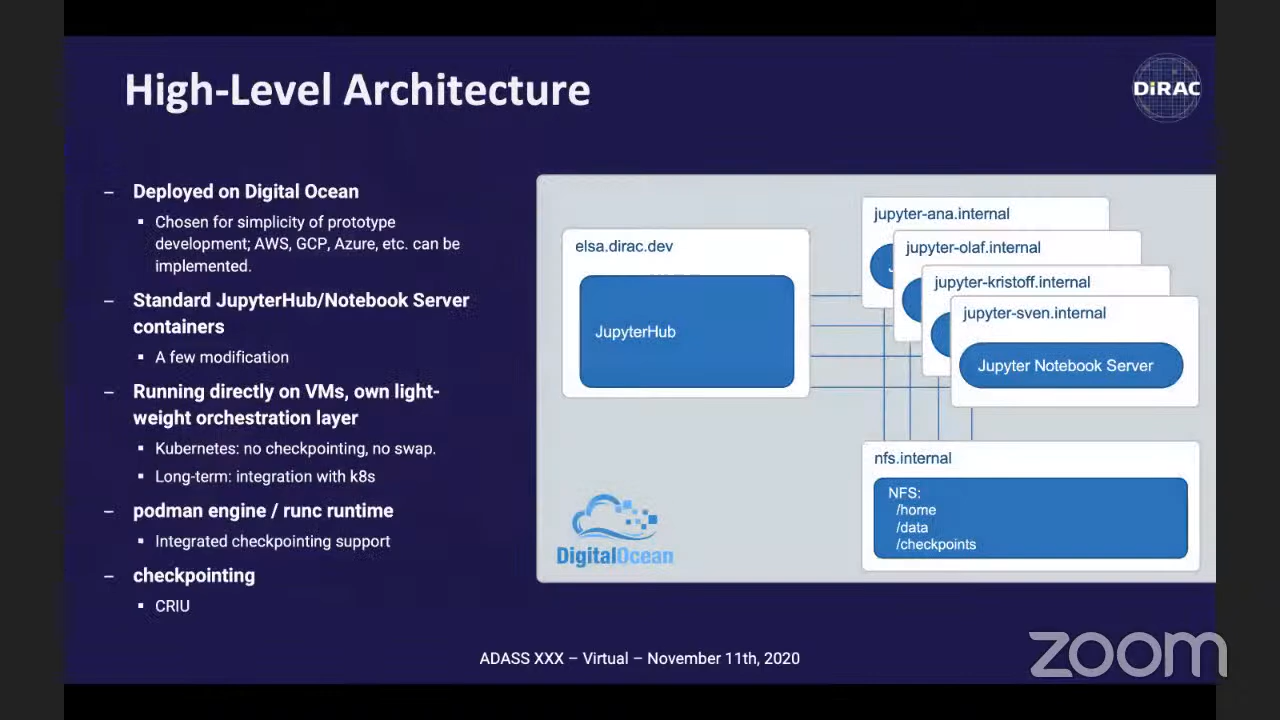 High-Level Architecture
DiRAC
– Deployed on Digital Ocean
▪ Chosen for simplicity of prototype
development; AWS, GCP, Azure, etc. can be
implemented.
– Standard JupyterHub/Notebook Server
containers
▪ A few modification
– Running directly on VMs, own light-
weight orchestration layer
▪ Kubernetes: no checkpointing, no swap.
▪ Long-term: integration with k8s
– podman engine / runc runtime
▪ Integrated checkpointing support
– checkpointing
▪ CRIU
elsa.dirac.dev
JupyterHub
jupyter-ana.internal
jupyter-olaf.internal
jupyter-kristoff.internal
jupyter-sven.internal
Jupyter Notebook Server
nfs.internal
NFS:
/home
/data
/checkpoints
DigitalOcean
ADASS XXX – Virtual – November 11th, 2020
zoom